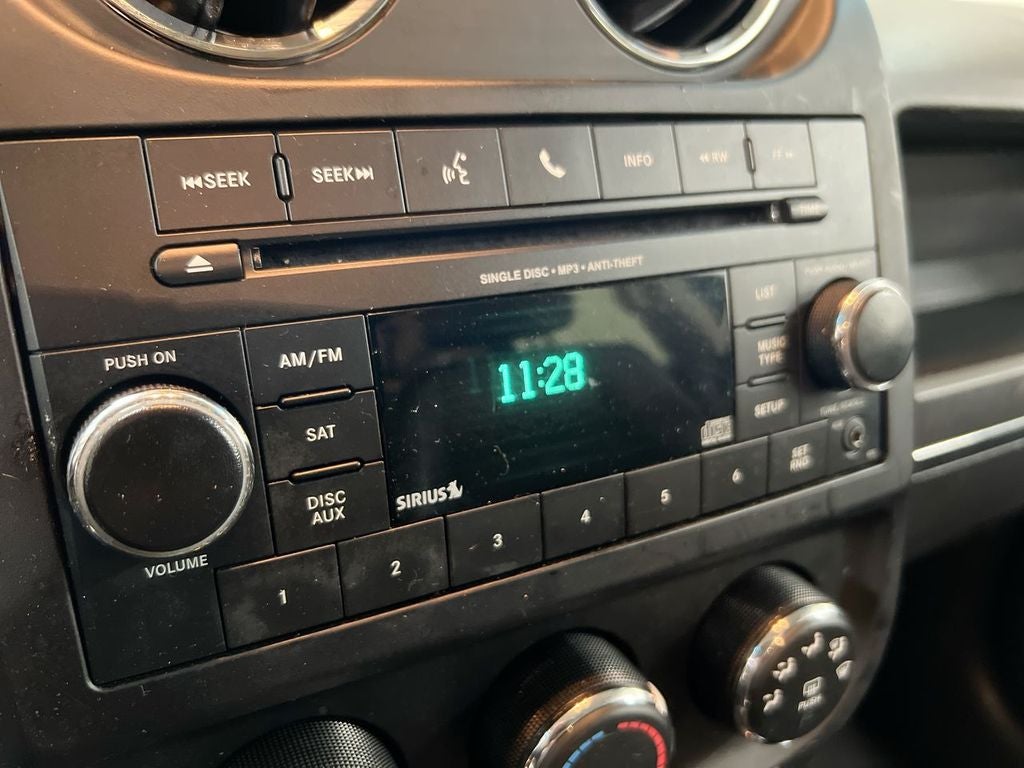 ⏮SEEK
SEEK⏭
INFO
◀◀RW
SINGLE DISC • MP3 • ANTI-THEFT
PUSH ON
VOLUME
AM/FM
SAT
DISC
AUX
11:28
SIRIUS
disc
LIST
MUSIC
TYPE
SETUP
SET
RND
1
2
3
4
5
6
PUSH